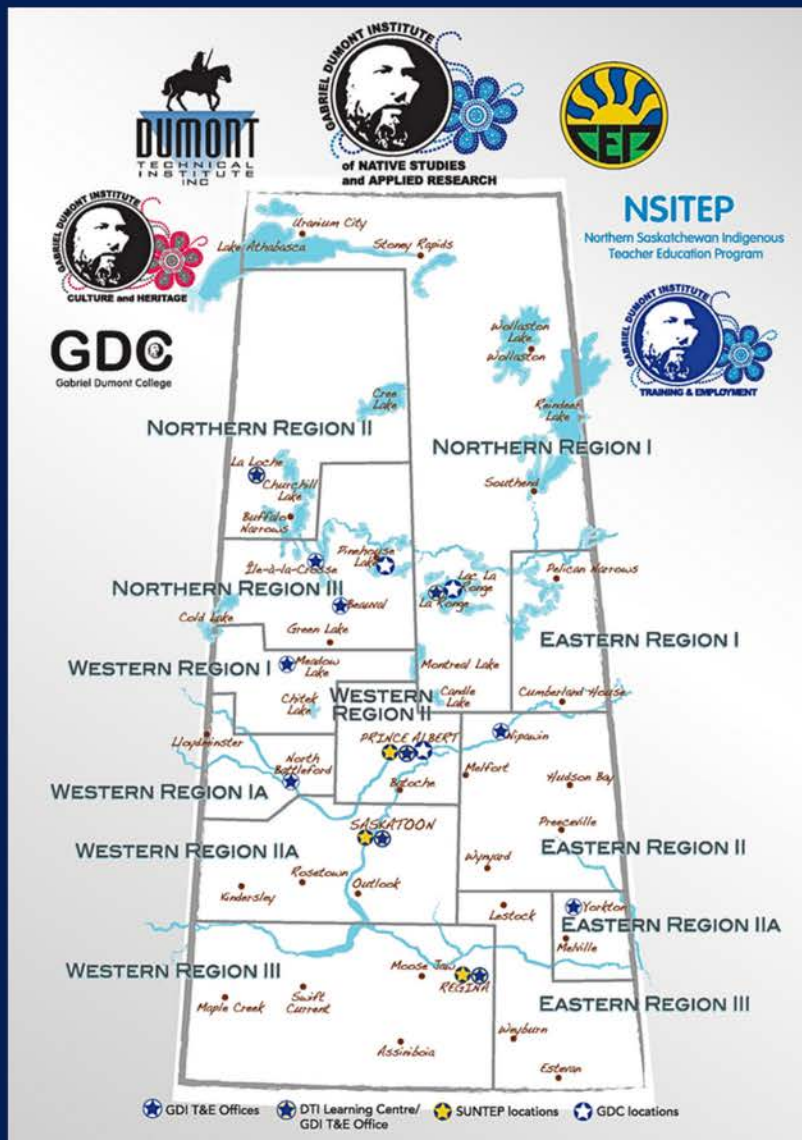 GABRIEL DUMONT INSTITUTE
of NATIVE STUDIES
and APPLIED RESEARCH
DUMONT
TECHNICAL
INSTITUTE
INC
TEP
GABRIEL DUMONT INSTITUTE
CULTURE and HERITAGE
NSITEP
Northern Saskatchewan Indigenous
Teacher Education Program
GDC
Gabriel Dumont College
GABRIEL DUMONT INSTITUTE
TRAINING & EMPLOYMENT
Uranium City
Lake Athabasca
Stoney Rapids
Wollaston
Lake
Wollaston
Cree
Lake
Reindeer
Lake
NORTHERN REGION II
NORTHERN REGION I
La Loche
Churchill
Lake
Southend
Buffalo
Narrows
Pinehouse
Lake
Île-à-la-Crosse
Lac La
Ronge
La Ronge
Pelican Narrows
NORTHERN REGION III
Beauval
Cold Lake
Green Lake
EASTERN REGION I
WESTERN REGION I
Meadow
Lake
Montreal Lake
WESTERN
REGION II
Candle
Lake
Chitek
Lake
Cumberland House
Lloydminster
PRINCE ALBERT
Nipawin
North
Battleford
Melfort
Hudson Bay
Batoche
WESTERN REGION IA
SASKATOON
Preeceville
WESTERN REGION IIA
EASTERN REGION II
Wynyard
Rosetown
Kindersley
Outlook
Lestock
Yorkton
EASTERN REGION IIA
Melville
WESTERN REGION III
Moose Jaw
REGINA
Maple Creek
Swift
Current
EASTERN REGION III
Weyburn
Assiniboia
Estevan
GDI T&E Offices
DTI Learning Centre/
GDI T&E Office
SUNTEP locations
GDC locations